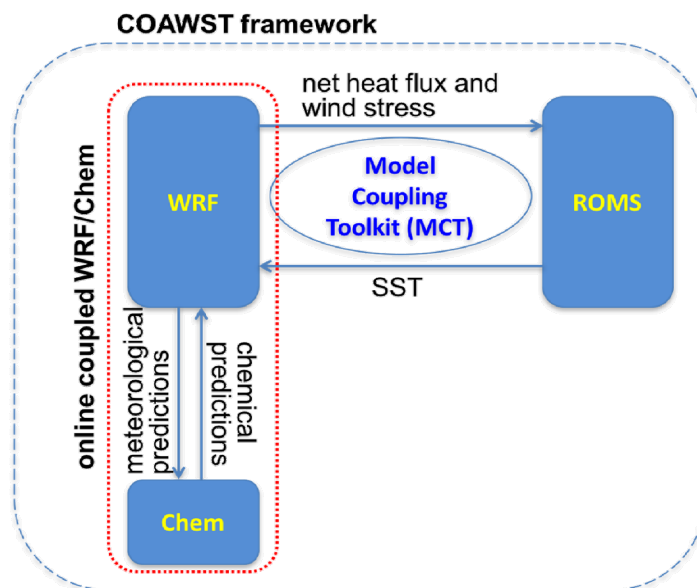 COAWST framework
net heat flux and
wind stress
WRF
Model
Coupling
Toolkit (MCT)
ROMS
SST
online coupled WRF/Chem
meteorological
predictions
chemical
predictions
Chem